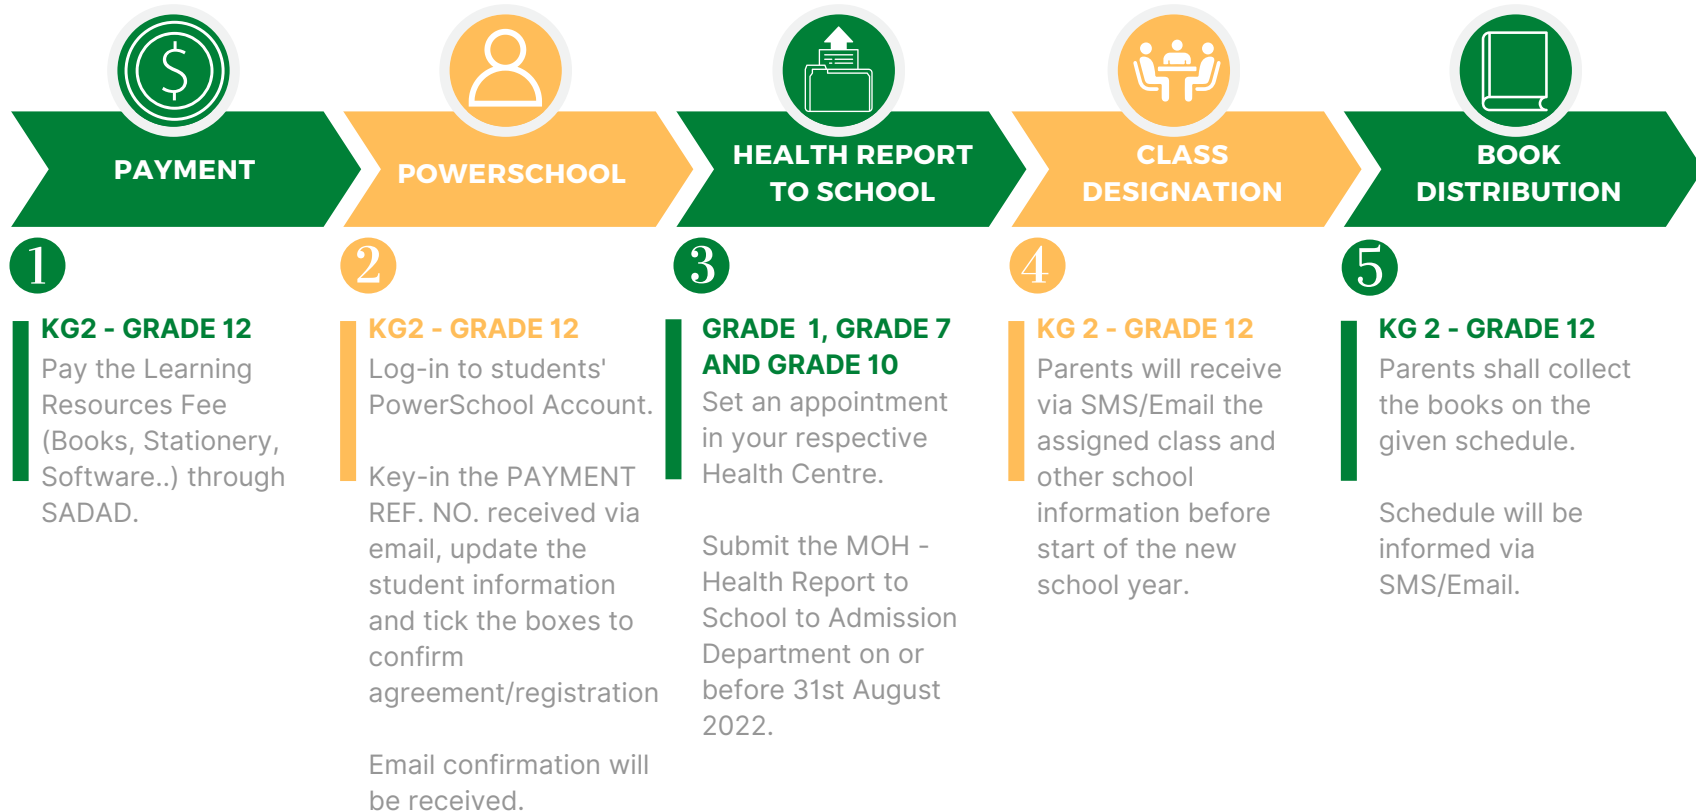 PAYMENT
POWERSCHOOL
HEALTH REPORT
TO SCHOOL
CLASS
DESIGNATION
BOOK
DISTRIBUTION
1
KG2 - GRADE 12
Pay the Learning
Resources Fee
(Books, Stationery,
Software..) through
SADAD.
2
KG2 - GRADE 12
Log-in to students'
PowerSchool Account.
Key-in the PAYMENT
REF. NO. received via
email, update the
student information
and tick the boxes to
confirm
agreement/registration
Email confirmation will
be received.
3
GRADE 1, GRADE 7
AND GRADE 10
Set an appointment
in your respective
Health Centre.
Submit the MOH -
Health Report to
School to Admission
Department on or
before 31st August
2022.
4
KG 2 - GRADE 12
Parents will receive
via SMS/Email the
assigned class and
other school
information before
start of the new
school year.
5
KG 2 - GRADE 12
Parents shall collect
the books on the
given schedule.
Schedule will be
informed via
SMS/Email.